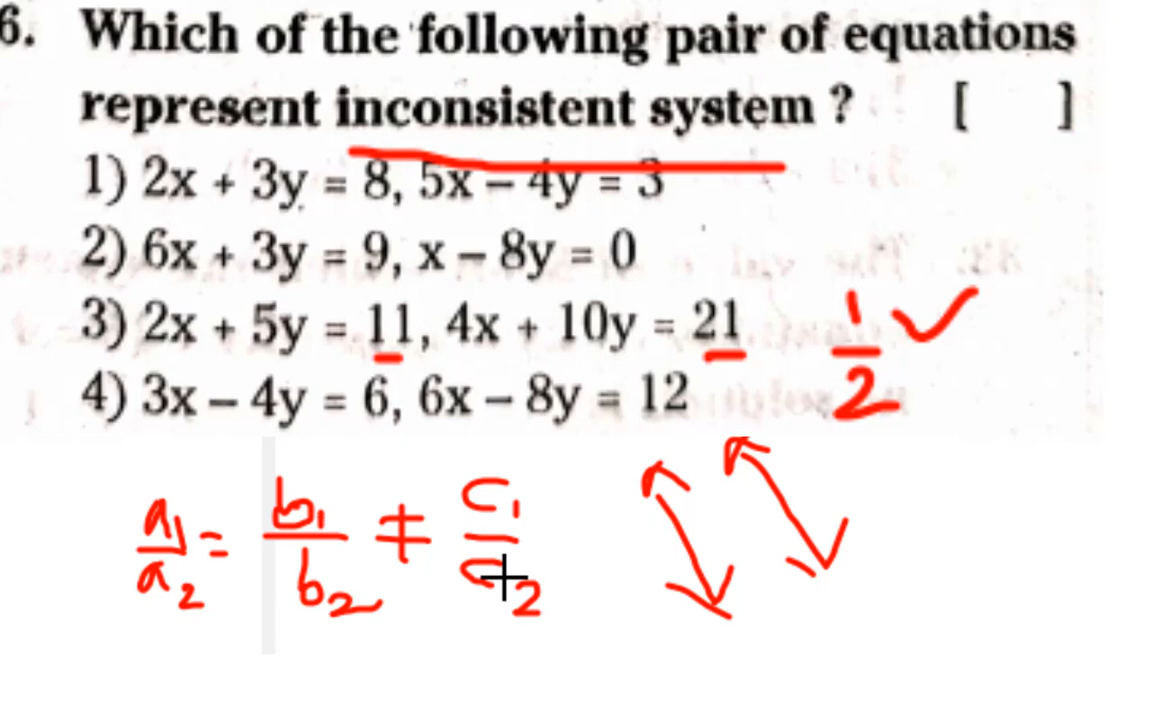 6. Which of the following pair of equations
represent inconsistent system ? [ ]
1) 2x + 3y = 8, 5x – 4y = 3
2) 6x + 3y = 9, x – 8y = 0
3) 2x + 5y = 11, 4x + 10y = 21 1/2 ✓
4) 3x – 4y = 6, 6x – 8y = 12
a₁/a₂ = b₁/b₂ ≠ c₁/c₂